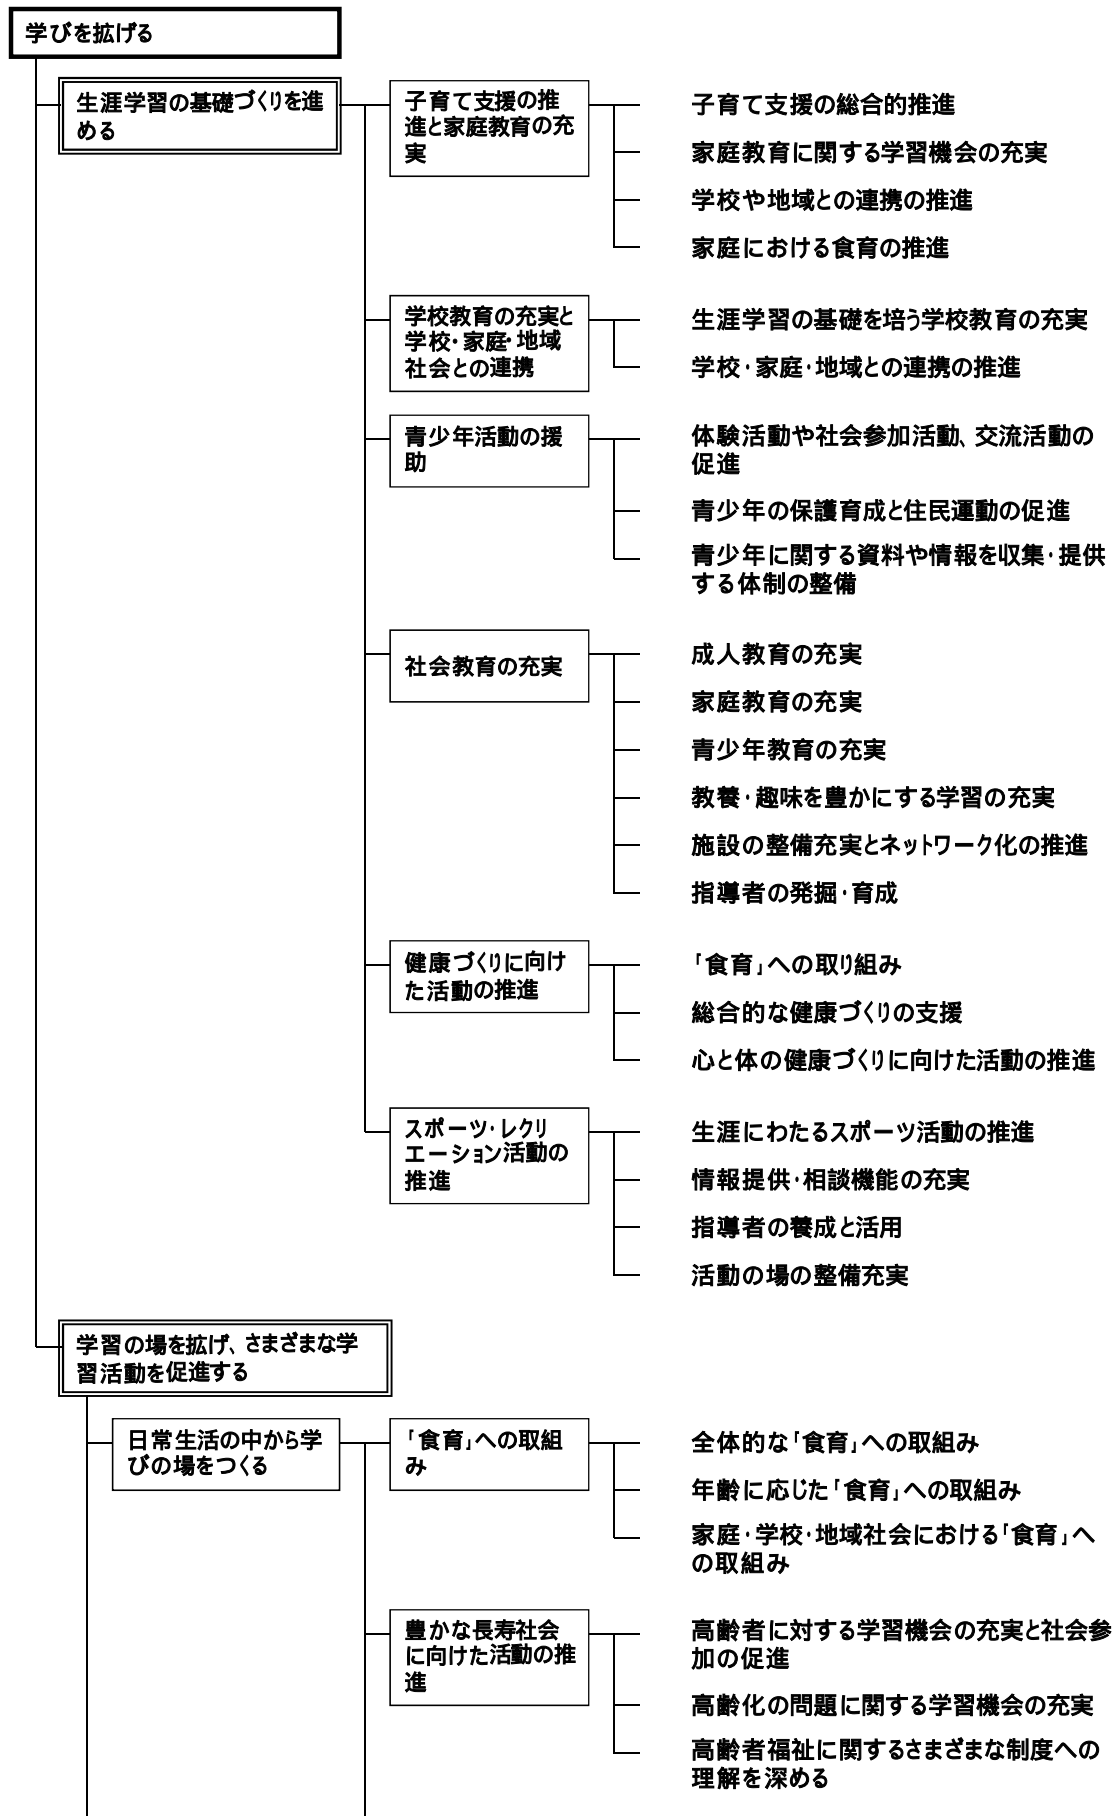 学びを拡げる
生涯学習の基礎づくりを進
める
子育て支援の推
進と家庭教育の充
実
子育て支援の総合的推進
家庭教育に関する学習機会の充実
学校や地域との連携の推進
家庭における食育の推進
学校教育の充実と
学校・家庭・地域
社会との連携
生涯学習の基礎を培う学校教育の充実
学校・家庭・地域との連携の推進
青少年活動の援
助
体験活動や社会参加活動、交流活動の
促進
青少年の保護育成と住民運動の促進
青少年に関する資料や情報を収集・提供
する体制の整備
社会教育の充実
成人教育の充実
家庭教育の充実
青少年教育の充実
教養・趣味を豊かにする学習の充実
施設の整備充実とネットワーク化の推進
指導者の発掘・育成
健康づくりに向け
た活動の推進
「食育」への取り組み
総合的な健康づくりの支援
心と体の健康づくりに向けた活動の推進
スポーツ・レクリ
エーション活動の
推進
生涯にわたるスポーツ活動の推進
情報提供・相談機能の充実
指導者の養成と活用
活動の場の整備充実
学習の場を拡げ、さまざまな学
習活動を促進する
日常生活の中から学
びの場をつくる
「食育」への取組
み
全体的な「食育」への取組み
年齢に応じた「食育」への取組み
家庭・学校・地域社会における「食育」へ
の取組み
豊かな長寿社会
に向けた活動の推
進
高齢者に対する学習機会の充実と社会参
加の促進
高齢化の問題に関する学習機会の充実
高齢者福祉に関するさまざまな制度への
理解を深める